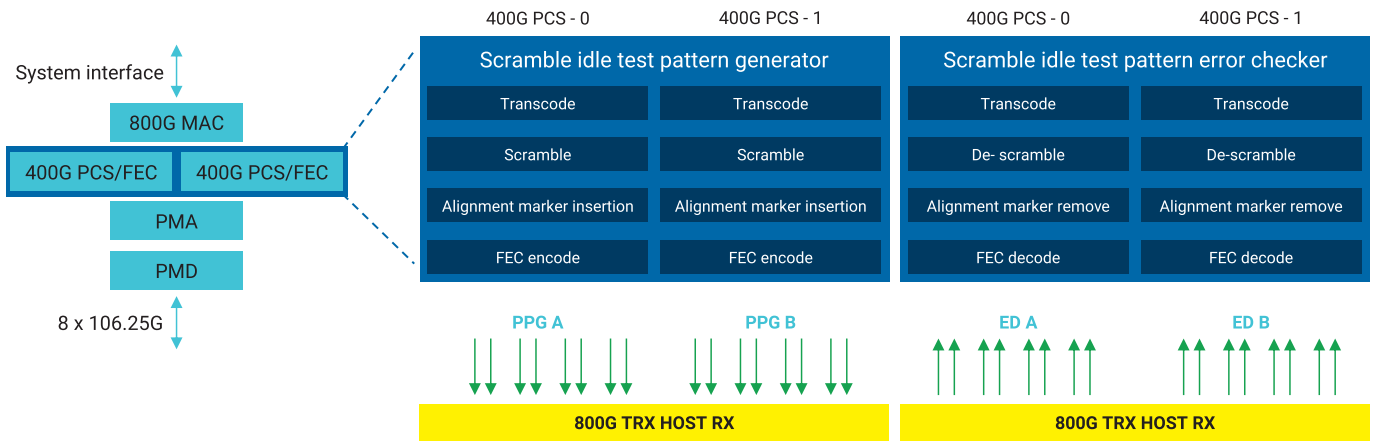 System interface
800G MAC
400G PCS/FEC
400G PCS/FEC
PMA
PMD
8 x 106.25G
400G PCS - 0
400G PCS - 1
Scramble idle test pattern generator
Transcode
Transcode
Scramble
Scramble
Alignment marker insertion
Alignment marker insertion
FEC encode
FEC encode
PPG A
PPG B
800G TRX HOST RX
400G PCS - 0
400G PCS - 1
Scramble idle test pattern error checker
Transcode
Transcode
De- scramble
De-scramble
Alignment marker remove
Alignment marker remove
FEC decode
FEC decode
ED A
ED B
800G TRX HOST RX